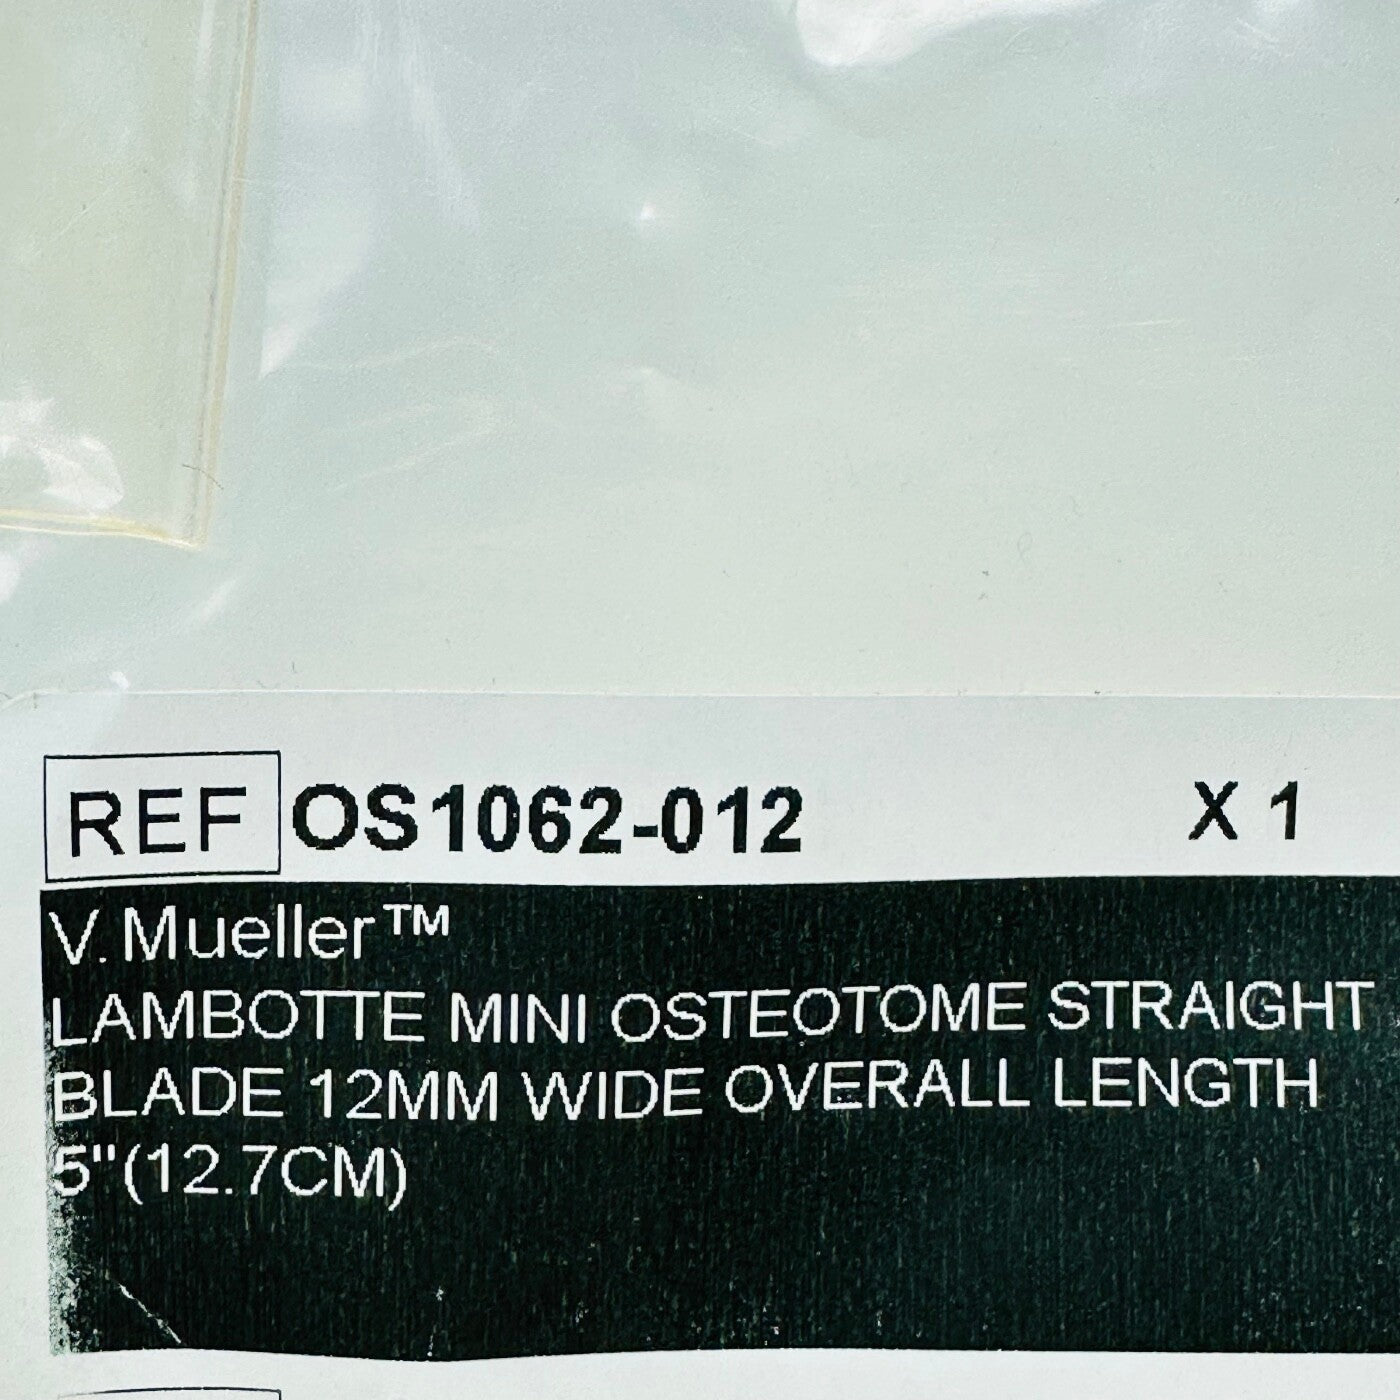 REF OS1062-012 X 1
V. Mueller™
LAMBOTTE MINI OSTEOTOME STRAIGHT
BLADE 12MM WIDE OVERALL LENGTH
5"(12.7CM)